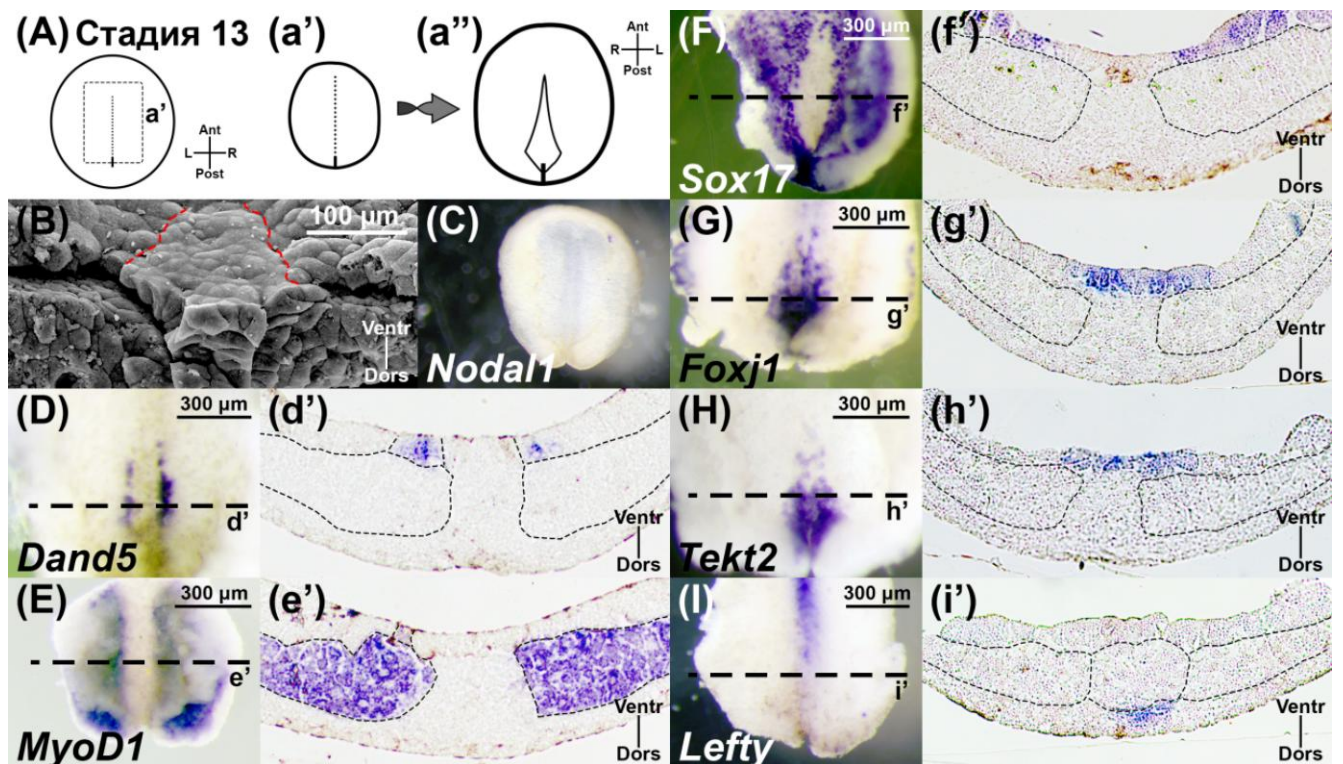 (A) Стадия 13
a'
Ant
L R
Post
a')
a'')
Ant
R L
Post
(B)
100 μm
Ventr
Dors
(C)
Nodal1
(D)
300 μm
d'
Dand5
d')
Ventr
Dors
(E)
300 μm
e'
MyoD1
e')
Ventr
Dors
(F)
300 μm
f'
Sox17
f')
Ventr
Dors
(G)
300 μm
g'
Foxj1
g')
Ventr
Dors
(H)
300 μm
h'
Tekt2
h')
Ventr
Dors
(I)
300 μm
i'
Lefty
i')
Ventr
Dors